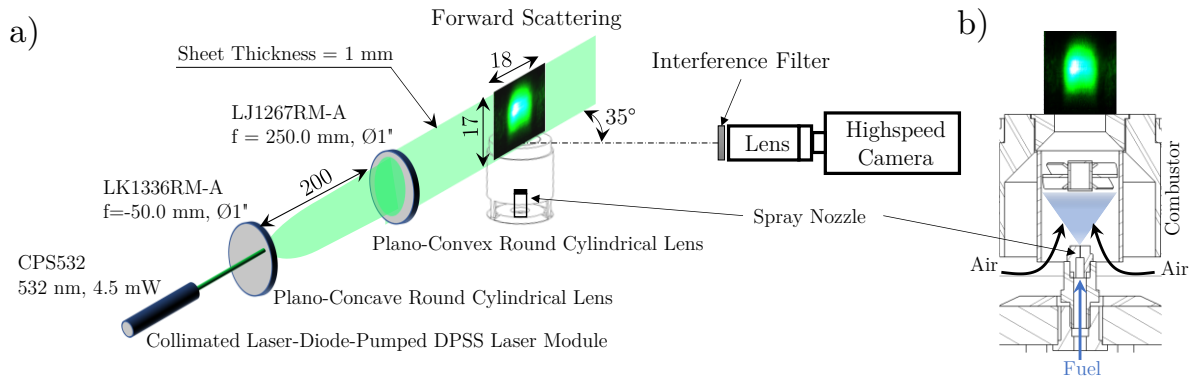 a)
Forward Scattering
b)
Sheet Thickness = 1 mm
18
17
35°
Interference Filter
LJ1267RM-A
f = 250.0 mm, Ø1"
Lens
Highspeed
Camera
200
LK1336RM-A
f=-50.0 mm, Ø1"
Spray Nozzle
Combustor
Plano-Convex Round Cylindrical Lens
CPS532
532 nm, 4.5 mW
Air
Air
Plano-Concave Round Cylindrical Lens
Collimated Laser-Diode-Pumped DPSS Laser Module
Fuel